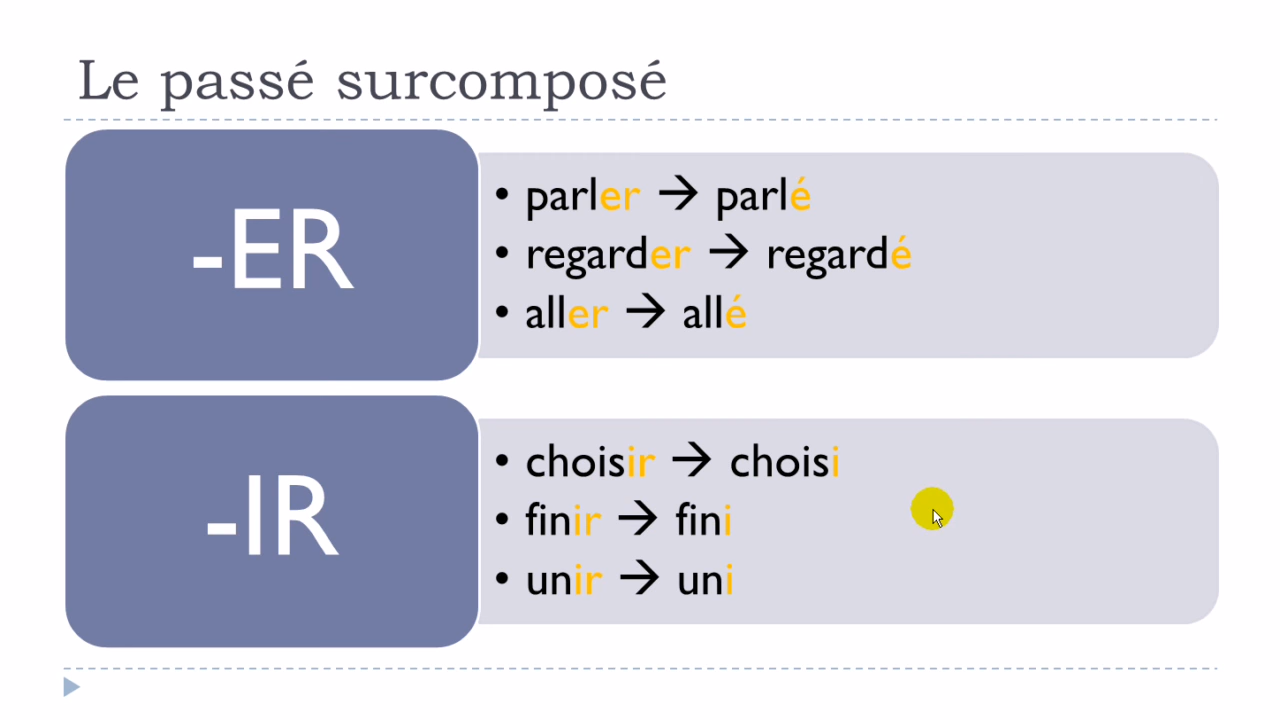 Le passé surcomposé
-ER
• parler → parlé
• regarder → regardé
• aller → allé
-IR
• choisir → choisi
• finir → fini
• unir → uni